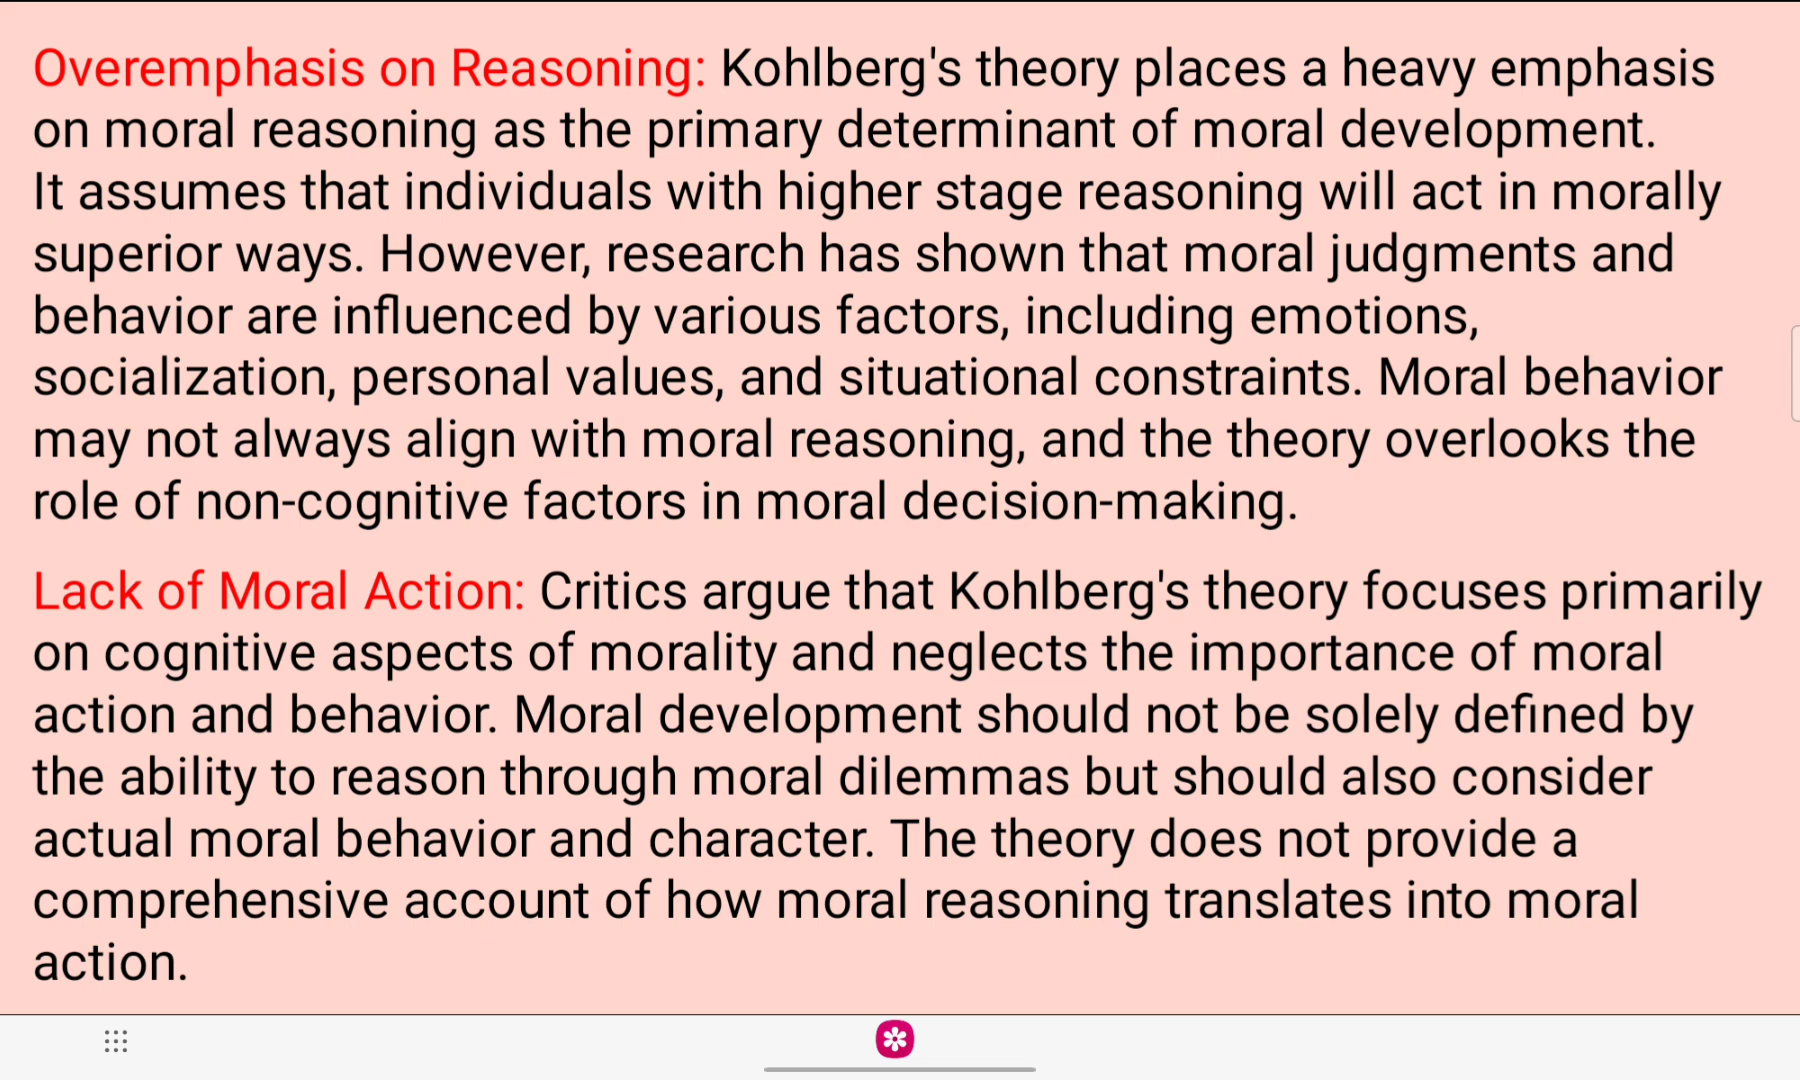 Overemphasis on Reasoning: Kohlberg's theory places a heavy emphasis
on moral reasoning as the primary determinant of moral development.
It assumes that individuals with higher stage reasoning will act in morally
superior ways. However, research has shown that moral judgments and
behavior are influenced by various factors, including emotions,
socialization, personal values, and situational constraints. Moral behavior
may not always align with moral reasoning, and the theory overlooks the
role of non-cognitive factors in moral decision-making.
Lack of Moral Action: Critics argue that Kohlberg's theory focuses primarily
on cognitive aspects of morality and neglects the importance of moral
action and behavior. Moral development should not be solely defined by
the ability to reason through moral dilemmas but should also consider
actual moral behavior and character. The theory does not provide a
comprehensive account of how moral reasoning translates into moral
action.